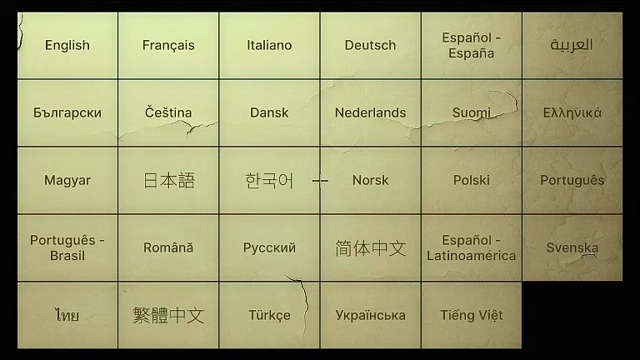 English
Français
Italiano
Deutsch
Español -
España
العربية
Български
Čeština
Dansk
Nederlands
Suomi
Ελληνικά
Magyar
日本語
한국어
Norsk
Polski
Português
Português -
Brasil
Română
Русский
简体中文
Español -
Latinoamérica
Svenska
ไทย
繁體中文
Türkçe
Українська
Tiếng Việt